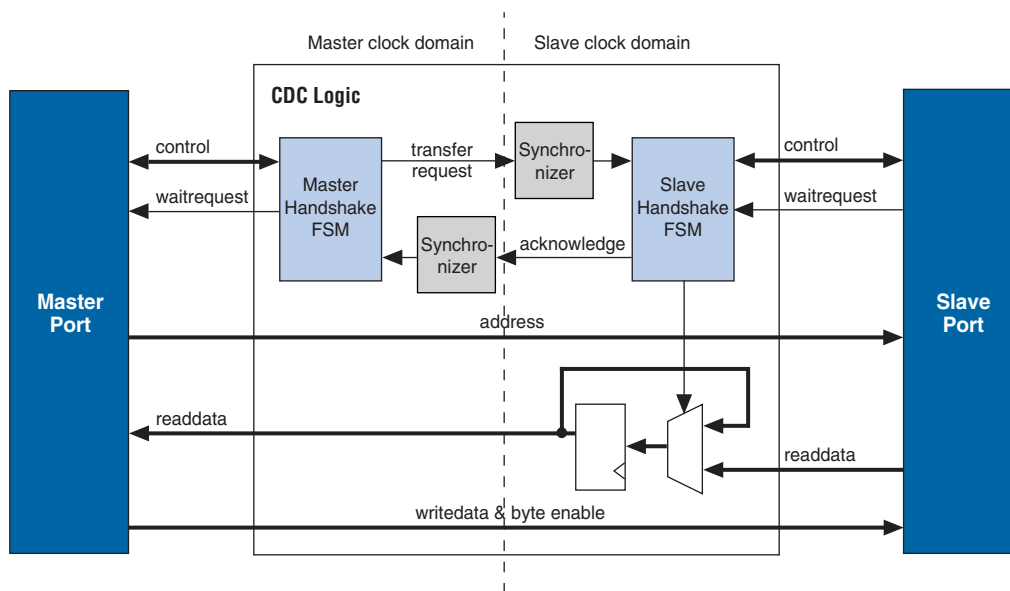 Master clock domain
Slave clock domain
CDC Logic
control
waitrequest
Master
Handshake
FSM
transfer
request
Synchro-
nizer
Synchro-
nizer
acknowledge
Slave
Handshake
FSM
control
waitrequest
Master
Port
Slave
Port
address
readdata
readdata
writedata & byte enable